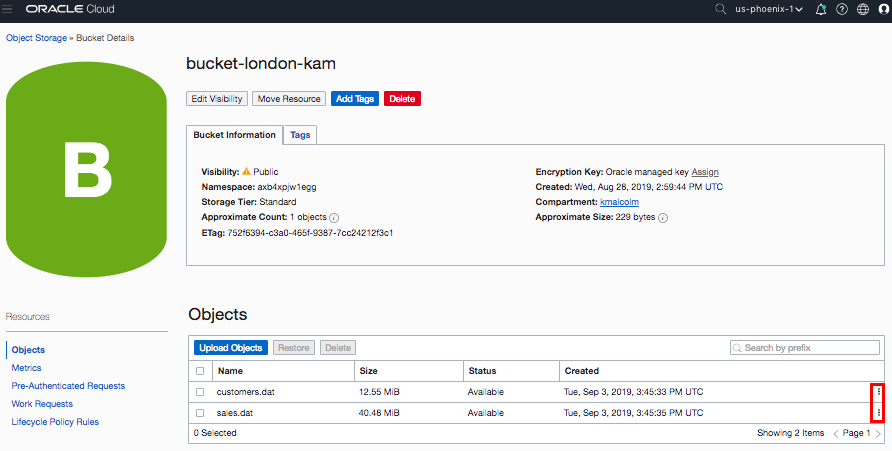 ORACLE Cloud
us-phoenix-1
Object Storage » Bucket Details
B
bucket-london-kam
Edit Visibility Move Resource Add Tags Delete
Bucket Information Tags
Visibility: Public
Namespace: axb4xpjw1egg
Storage Tier: Standard
Approximate Count: 1 objects
ETag: 752f6394-c3a0-465f-9387-7cc24212f3c1
Encryption Key: Oracle managed key Assign
Created: Wed, Aug 28, 2019, 2:59:44 PM UTC
Compartment: kmalcolm
Approximate Size: 229 bytes
Resources
Objects
Metrics
Pre-Authenticated Requests
Work Requests
Lifecycle Policy Rules
Objects
Upload Objects Restore Delete Search by prefix
Name Size Status Created
customers.dat 12.55 MiB Available Tue, Sep 3, 2019, 3:45:33 PM UTC
sales.dat 40.48 MiB Available Tue, Sep 3, 2019, 3:45:35 PM UTC
0 Selected Showing 2 Items < Page 1 >